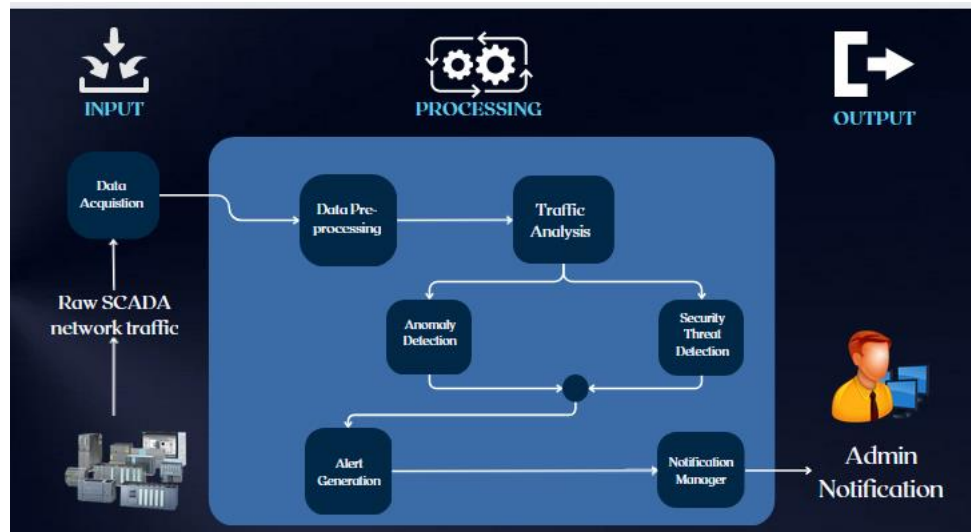 INPUT
PROCESSING
OUTPUT
Data
Acquistion
Data Pre-
processing
Traffic
Analysis
Raw SCADA
network traffic
Anomaly
Detection
Security
Threat
Detection
Alert
Generation
Notification
Manager
Admin
Notification